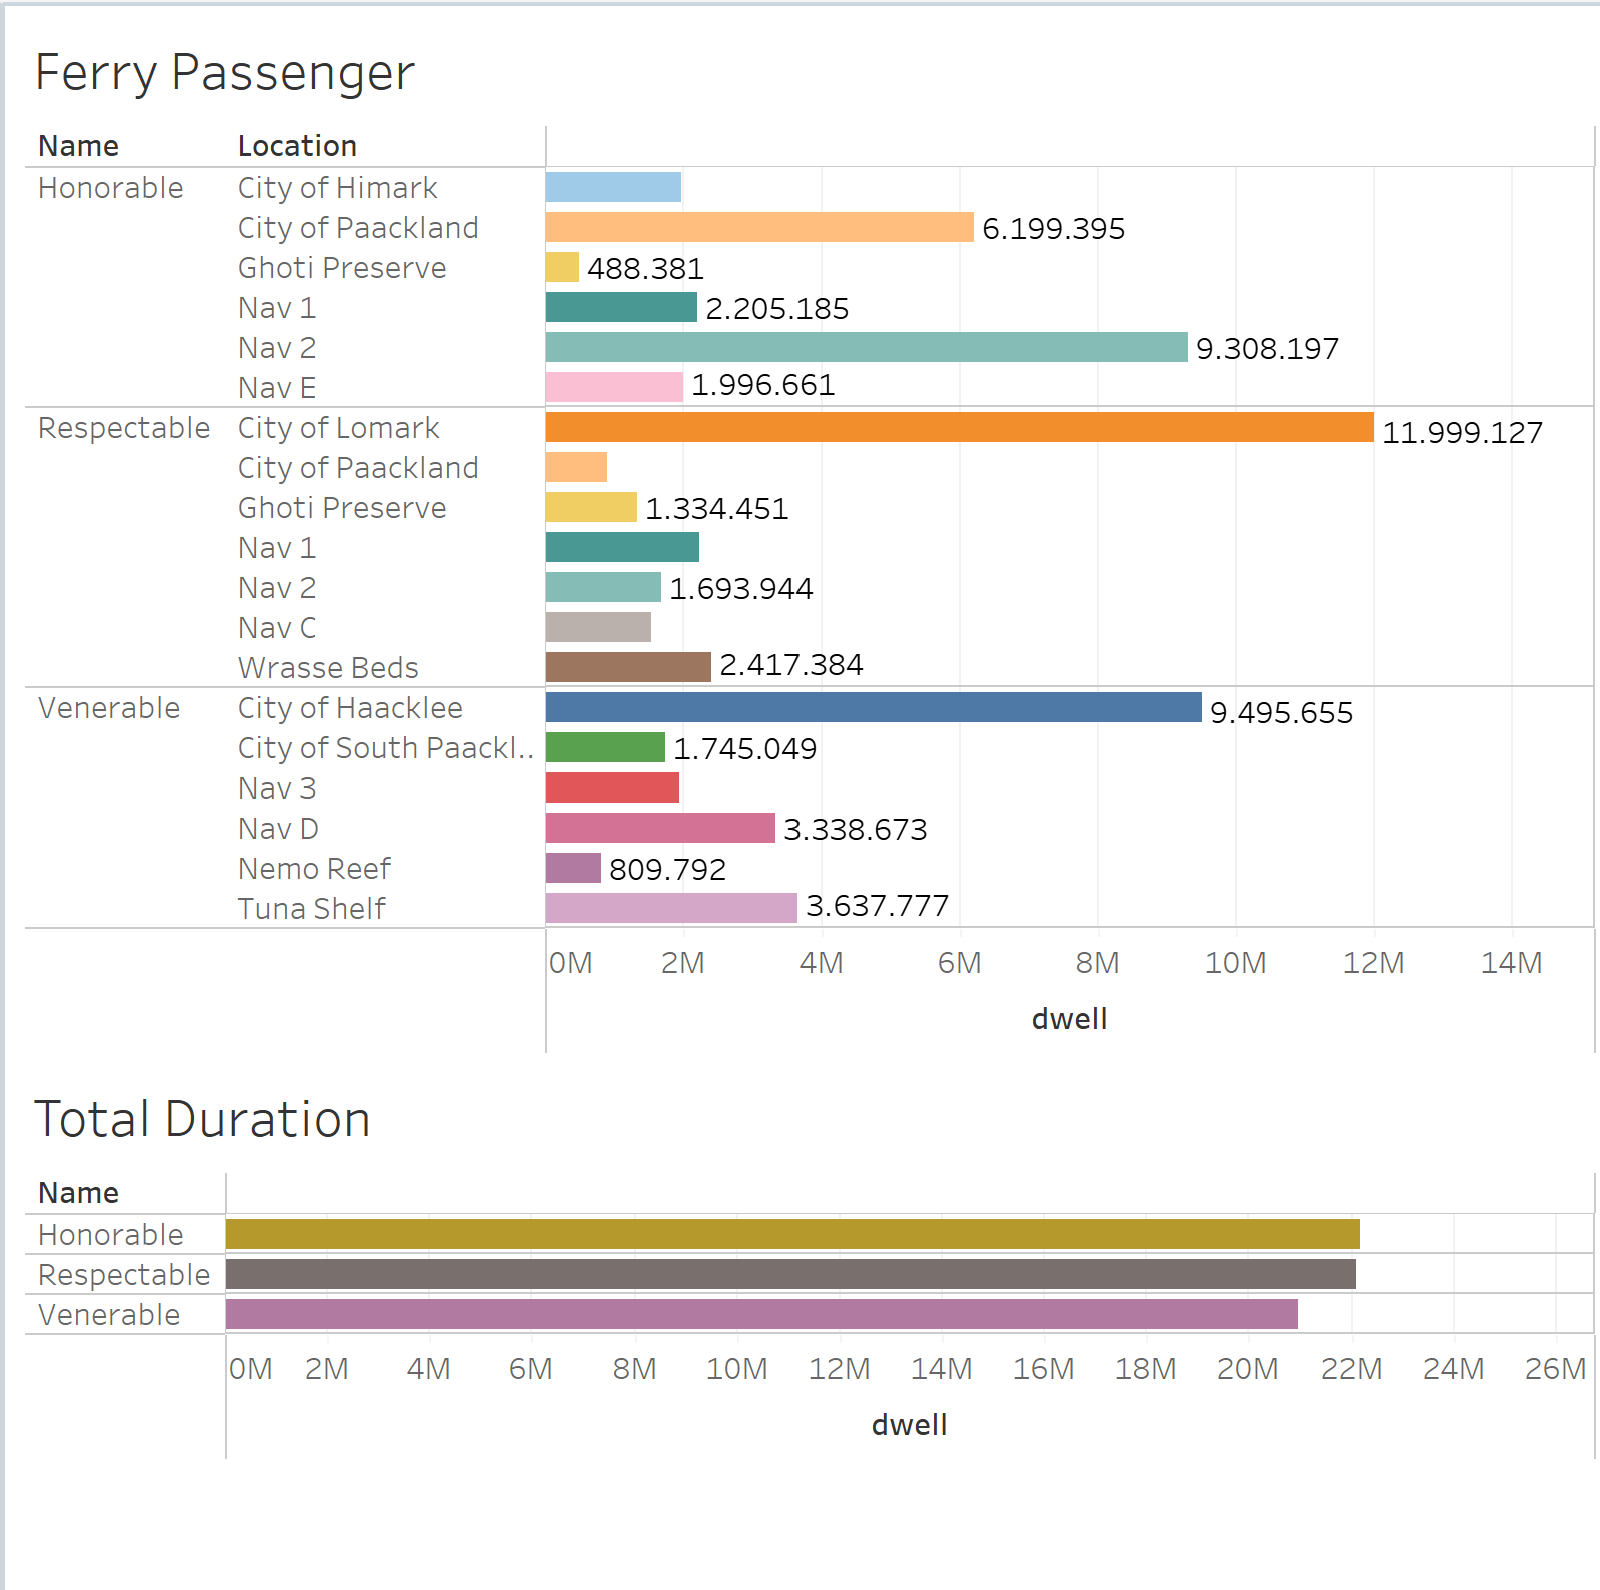 Ferry Passenger
Name Location
Honorable City of Himark
City of Paackland 6.199.395
Ghoti Preserve 488.381
Nav 1 2.205.185
Nav 2 9.308.197
Nav E 1.996.661
Respectable City of Lomark 11.999.127
City of Paackland
Ghoti Preserve 1.334.451
Nav 1
Nav 2 1.693.944
Nav C
Wrasse Beds 2.417.384
Venerable City of Haacklee 9.495.655
City of South Paackl.. 1.745.049
Nav 3
Nav D 3.338.673
Nemo Reef 809.792
Tuna Shelf 3.637.777
0M 2M 4M 6M 8M 10M 12M 14M
dwell
Total Duration
Name
Honorable
Respectable
Venerable
0M 2M 4M 6M 8M 10M 12M 14M 16M 18M 20M 22M 24M 26M
dwell